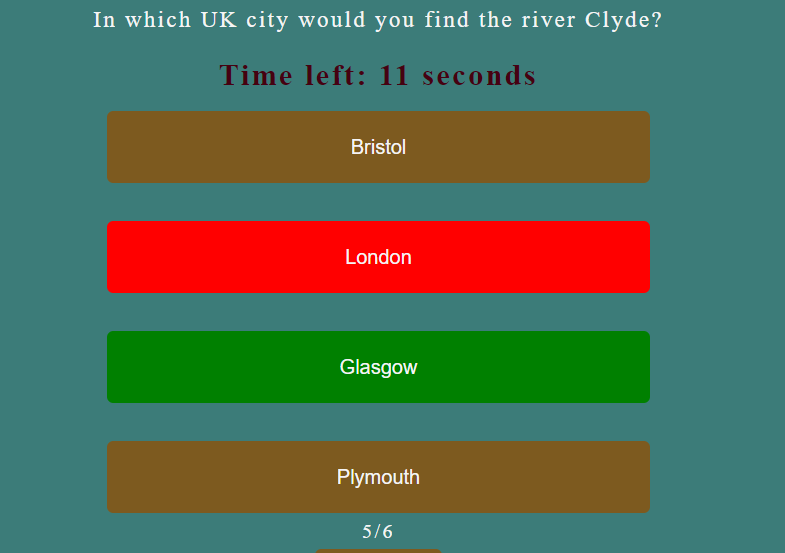 In which UK city would you find the river Clyde?
Time left: 11 seconds
Bristol
London
Glasgow
Plymouth
5/6